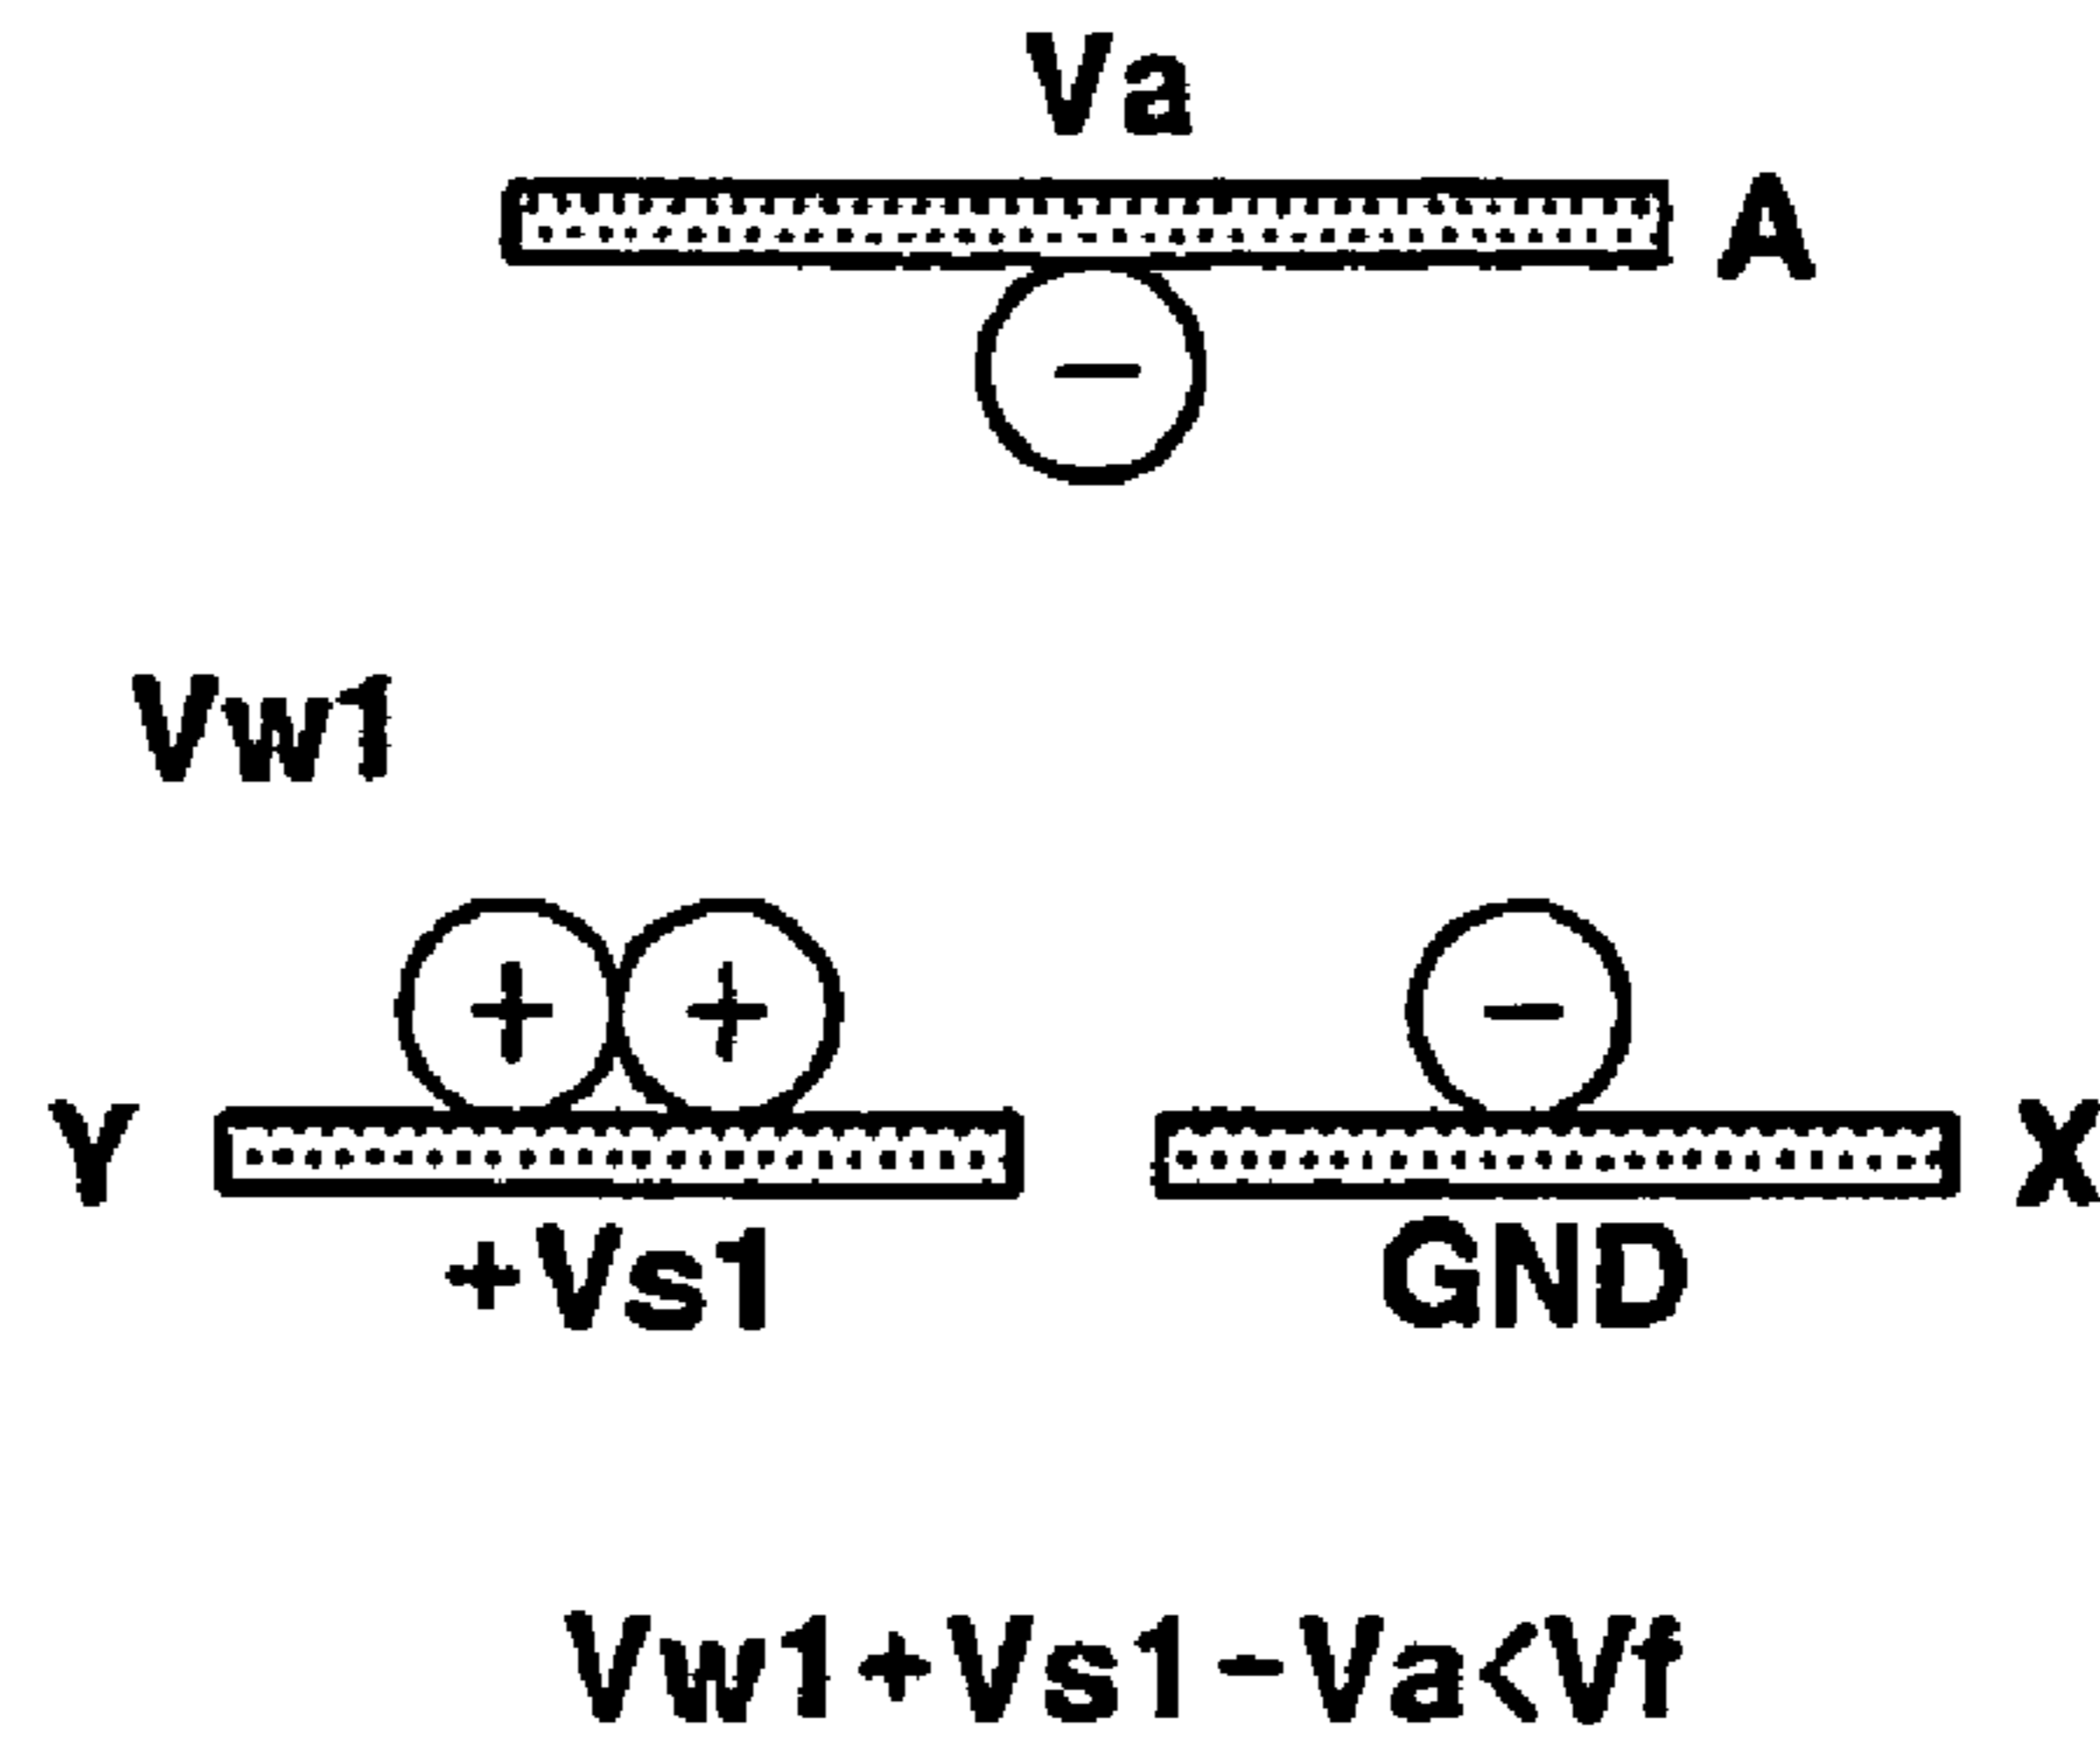 Va
A
−
Vw1
+ + −
Y X
+Vs1 GND
Vw1+Vs1−Va<Vf